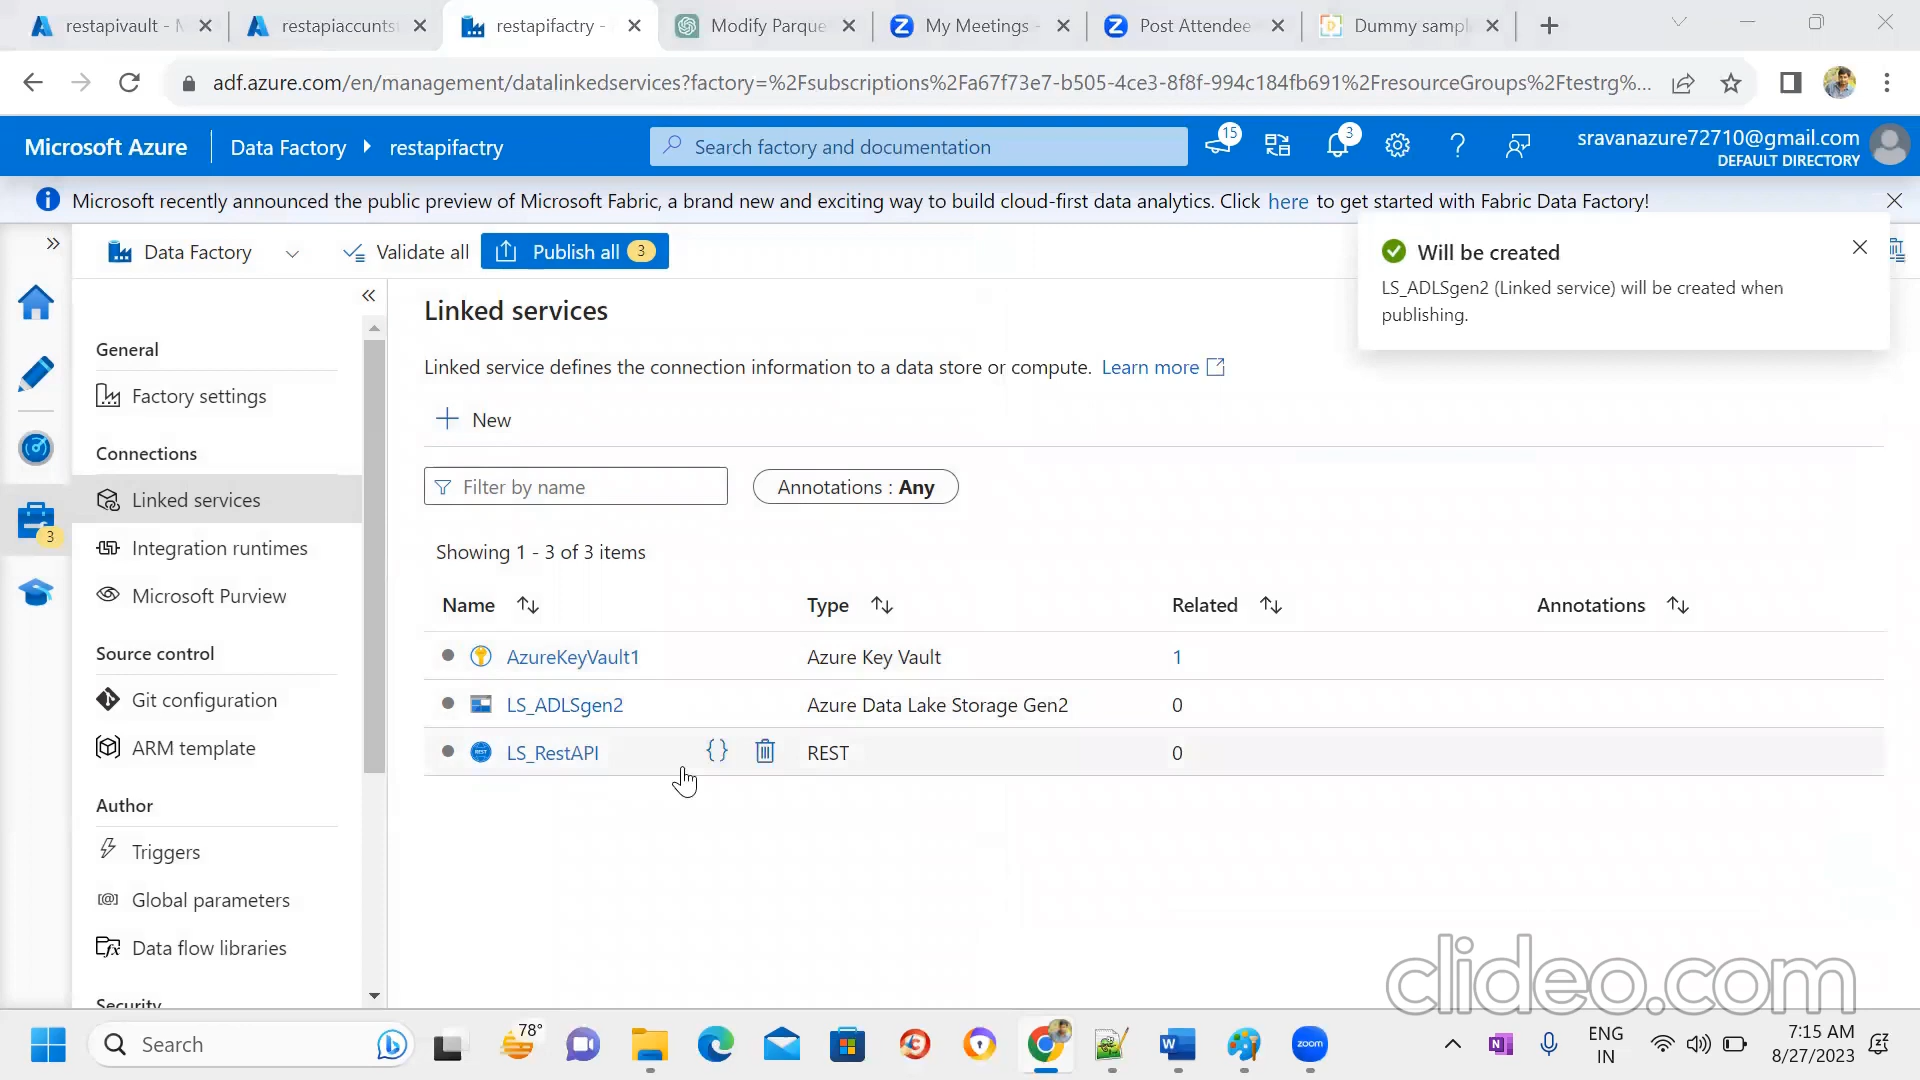 restapivault - M
restapiaccuntst
restapifactry -
Modify Parque
My Meetings -
Post Attendee
Dummy sampl
adf.azure.com/en/management/datalinkedservices?factory=%2Fsubscriptions%2Fa67f73e7-b505-4ce3-8f8f-994c184fb691%2FresourceGroups%2Ftestrg%...
Microsoft Azure
Data Factory
restapifactry
Search factory and documentation
15
3
sravanazure72710@gmail.com
DEFAULT DIRECTORY
Microsoft recently announced the public preview of Microsoft Fabric, a brand new and exciting way to build cloud-first data analytics. Click here to get started with Fabric Data Factory!
Data Factory
Validate all
Publish all 3
Will be created
LS_ADLSgen2 (Linked service) will be created when
publishing.
General
Factory settings
Connections
Linked services
Integration runtimes
Microsoft Purview
Source control
Git configuration
ARM template
Author
Triggers
Global parameters
Data flow libraries
Security
3
Linked services
Linked service defines the connection information to a data store or compute. Learn more
New
Filter by name
Annotations : Any
Showing 1 - 3 of 3 items
Name Type Related Annotations
AzureKeyVault1 Azure Key Vault 1
LS_ADLSgen2 Azure Data Lake Storage Gen2 0
REST LS_RestAPI {} REST 0
clideo.com
Search
78°
zoom
ENG
IN
7:15 AM
8/27/2023